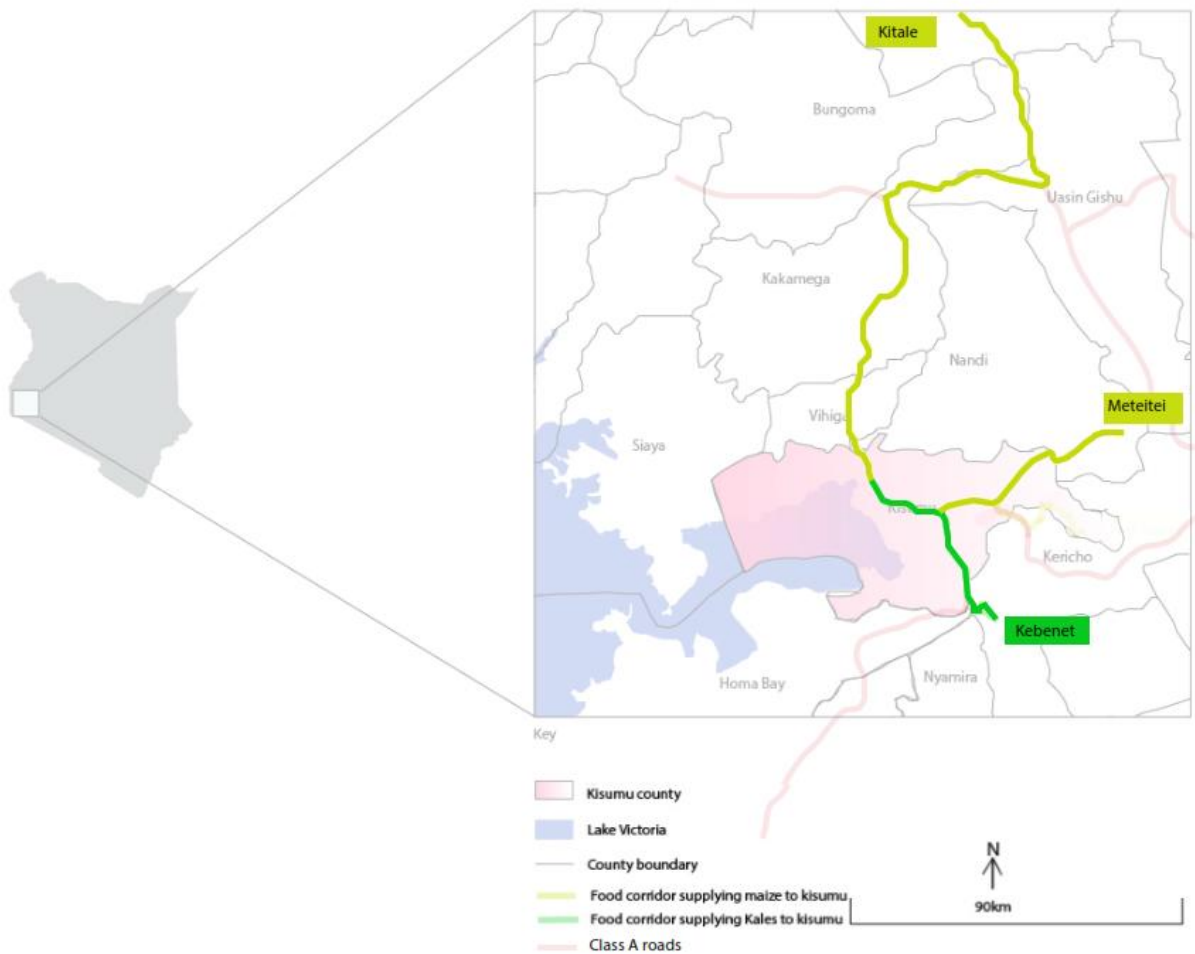 Kitale
Bungoma
Uasin Gishu
Kakamega
Nandi
Meteitei
Vihiga
Siaya
Kisumu
Kericho
Kebenet
Nyamira
Homa Bay
Key
Kisumu county
Lake Victoria
County boundary
Food corridor supplying maize to kisumu
Food corridor supplying Kales to kisumu
Class A roads
N
90km